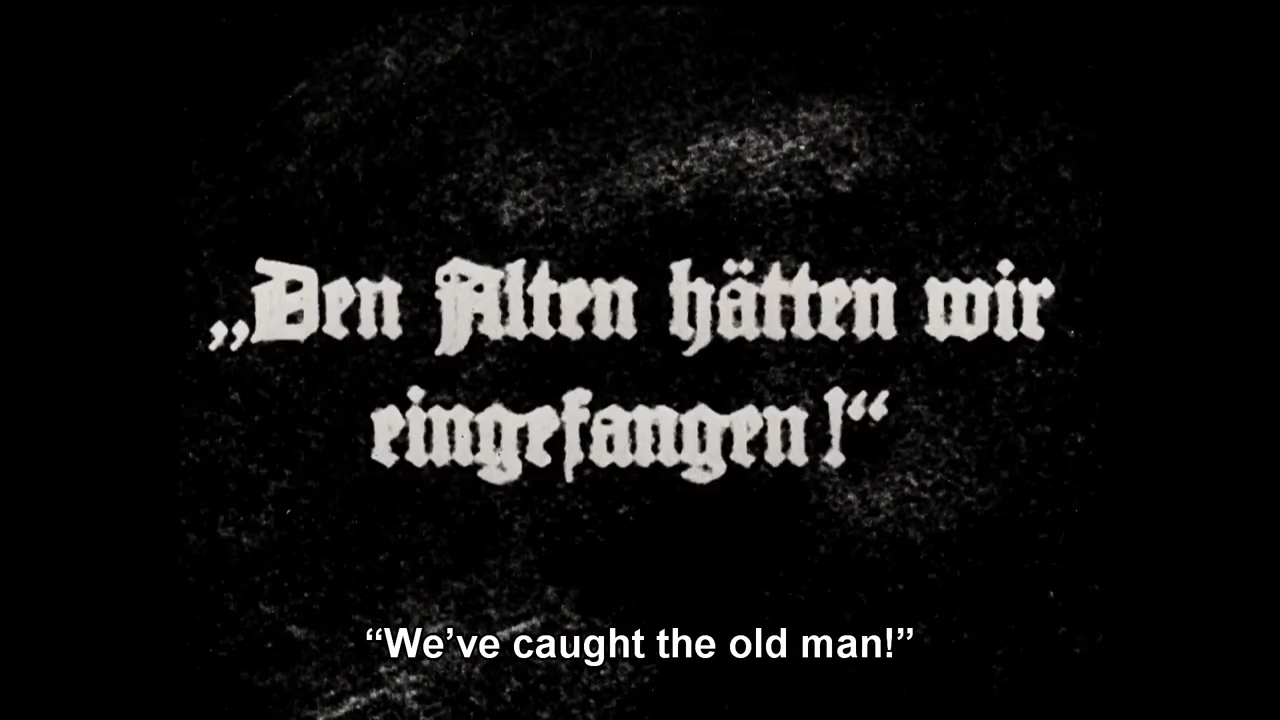 „Den Alten hätten wir
eingefangen!“
“We’ve caught the old man!”